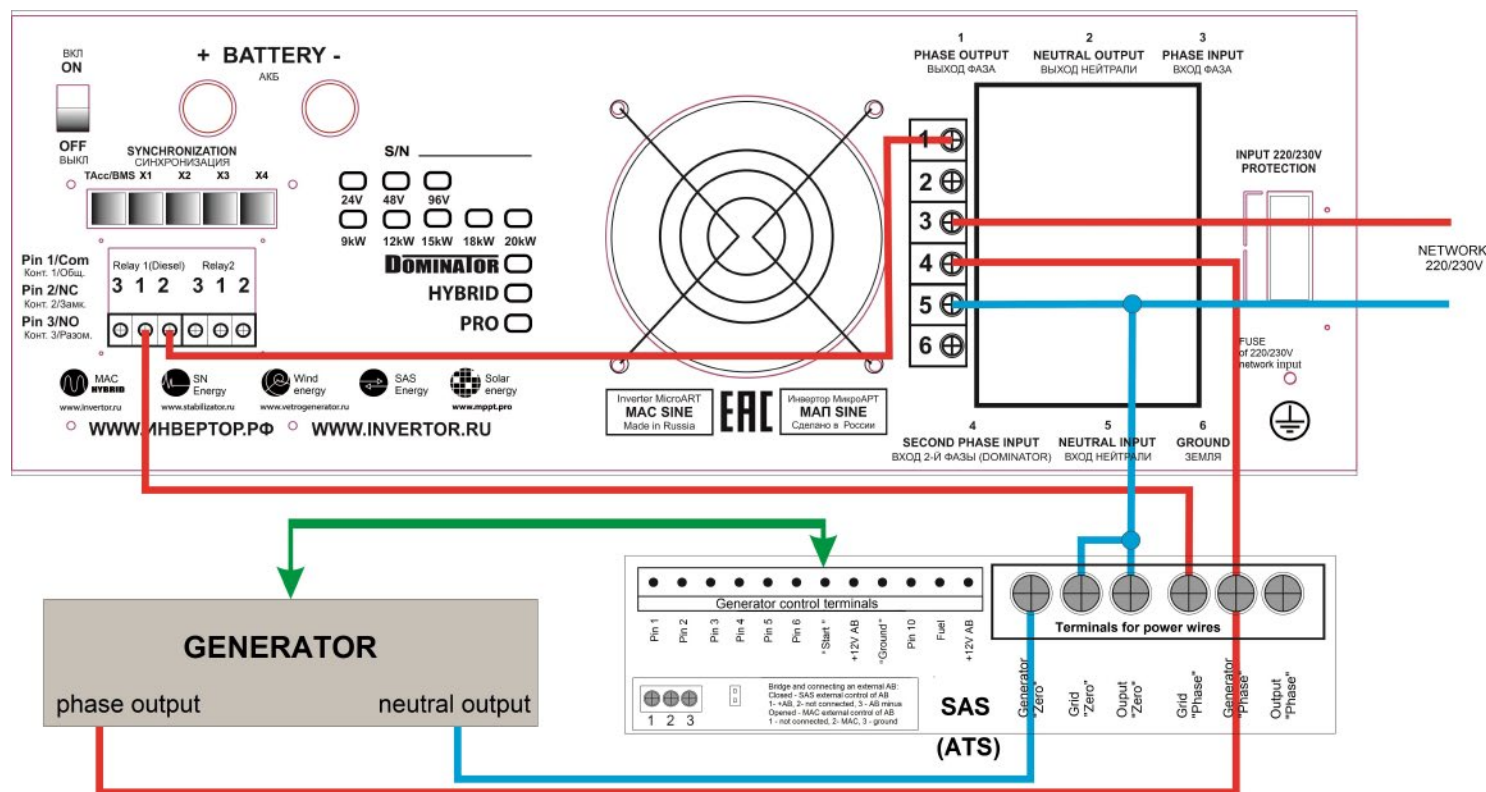 ВКЛ
ON
OFF
ВЫКЛ
+ BATTERY -
АКБ
SYNCHRONIZATION
СИНХРОНИЗАЦИЯ
TAcc/BMS X1 X2 X3 X4
S/N
24V 48V 96V
9kW 12kW 15kW 18kW 20kW
DOMINATOR
HYBRID
PRO
Pin 1/Com
Конт. 1/Общ.
Pin 2/NC
Конт. 2/Замк.
Pin 3/NO
Конт. 3/Разом.
Relay 1(Diesel) Relay2
3 1 2 3 1 2
MAC
HYBRID
www.invertor.ru
SN
Energy
www.stabilizator.ru
Wind
energy
www.vetrogenerator.ru
SAS
Energy
Solar
energy
www.mppt.pro
WWW.ИНВЕРТОР.РФ WWW.INVERTOR.RU
Inverter MicroART
MAC SINE
Made in Russia
EAC
Инвертор МикроАРТ
МАП SINE
Сделано в России
1
PHASE OUTPUT
ВЫХОД ФАЗА
2
NEUTRAL OUTPUT
ВЫХОД НЕЙТРАЛИ
3
PHASE INPUT
ВХОД ФАЗА
1
2
3
4
5
6
4
SECOND PHASE INPUT
ВХОД 2-Й ФАЗЫ (DOMINATOR)
5
NEUTRAL INPUT
ВХОД НЕЙТРАЛИ
6
GROUND
ЗЕМЛЯ
INPUT 220/230V
PROTECTION
FUSE
of 220/230V
network input
NETWORK
220/230V
GENERATOR
phase output neutral output
Generator control terminals
Pin 1
Pin 2
Pin 3
Pin 4
Pin 5
Pin 6
"Start"
+12V AB
"Ground"
Pin 10
Fuel
+12V AB
1 2 3
Bridge and connecting an external AB:
Closed - SAS external control of AB
1- +AB, 2- not connected, 3 - AB minus
Opened - MAC external control of AB
1 - not connected, 2- MAC, 3 - ground
SAS
(ATS)
Terminals for power wires
Generator
"Zero"
Grid
"Zero"
Ouput
"Zero"
Grid
"Phase"
Generator
"Phase"
Output
"Phase"